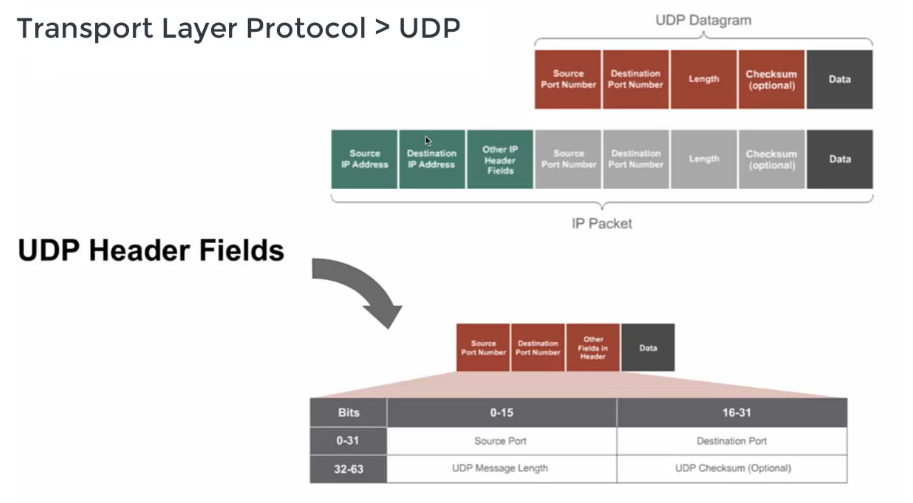 Transport Layer Protocol > UDP
UDP Datagram
Source
Port Number
Destination
Port Number
Length
Checksum
(optional)
Data
Source
IP Address
Destination
IP Address
Other IP
Header
Fields
Source
Port Number
Destination
Port Number
Length
Checksum
(optional)
Data
IP Packet
UDP Header Fields
Source
Port Number
Destination
Port Number
Other
Fields in
Header
Data
Bits 0-15 16-31
0-31 Source Port Destination Port
32-63 UDP Message Length UDP Checksum (Optional)